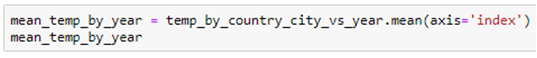 mean_temp_by_year = temp_by_country_city_vs_year.mean(axis='index')
mean_temp_by_year